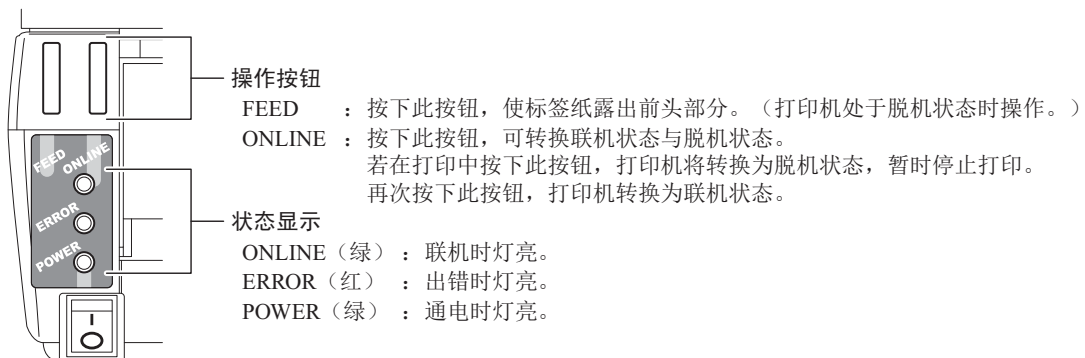 操作按钮
FEED ：按下此按钮，使标签纸露出前头部分。（打印机处于脱机状态时操作。）
ONLINE ：按下此按钮，可转换联机状态与脱机状态。
若在打印中按下此按钮，打印机将转换为脱机状态，暂时停止打印。
再次按下此按钮，打印机转换为联机状态。
FEED ONLINE
ERROR
POWER
状态显示
ONLINE（绿）：联机时灯亮。
ERROR（红）：出错时灯亮。
POWER（绿）：通电时灯亮。